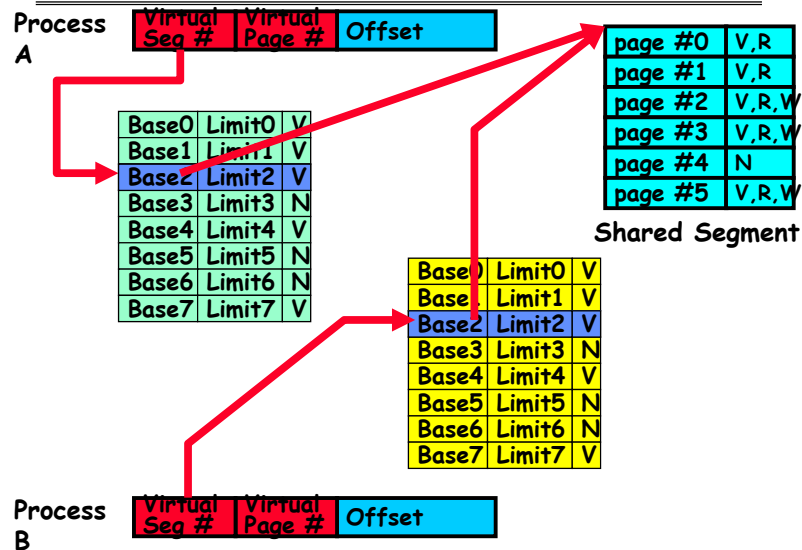 Process A
Virtual Seg #
Virtual Page #
Offset
page #0 V,R
page #1 V,R
page #2 V,R,W
page #3 V,R,W
page #4 N
page #5 V,R,W
Shared Segment
Base0 Limit0 V
Base1 Limit1 V
Base2 Limit2 V
Base3 Limit3 N
Base4 Limit4 V
Base5 Limit5 N
Base6 Limit6 N
Base7 Limit7 V
Base0 Limit0 V
Base1 Limit1 V
Base2 Limit2 V
Base3 Limit3 N
Base4 Limit4 V
Base5 Limit5 N
Base6 Limit6 N
Base7 Limit7 V
Process B
Virtual Seg #
Virtual Page #
Offset